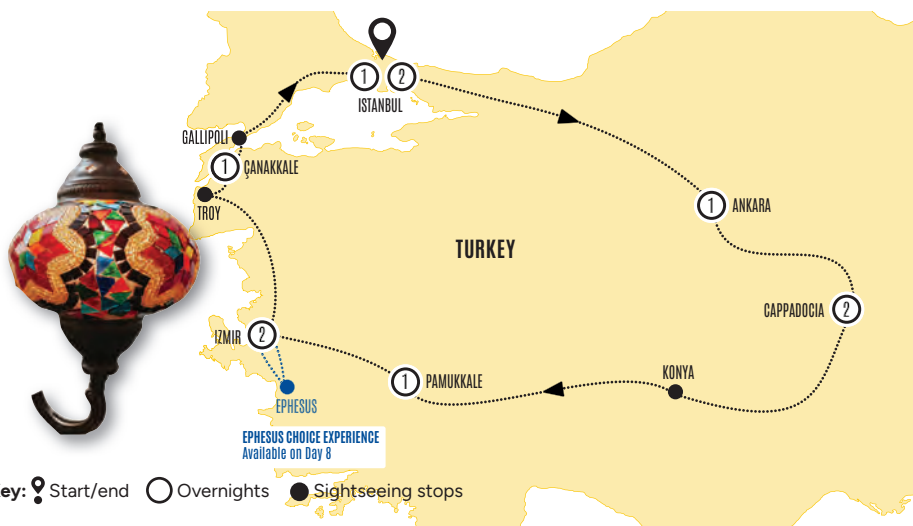 1
2
ISTANBUL
GALLIPOLI
1
ÇANAKKALE
TROY
1
ANKARA
TURKEY
CAPPADOCIA
2
IZMIR
2
KONYA
1
PAMUKKALE
EPHESUS
EPHESUS CHOICE EXPERIENCE
Available on Day 8
ey: Start/end Overnights Sightseeing stops